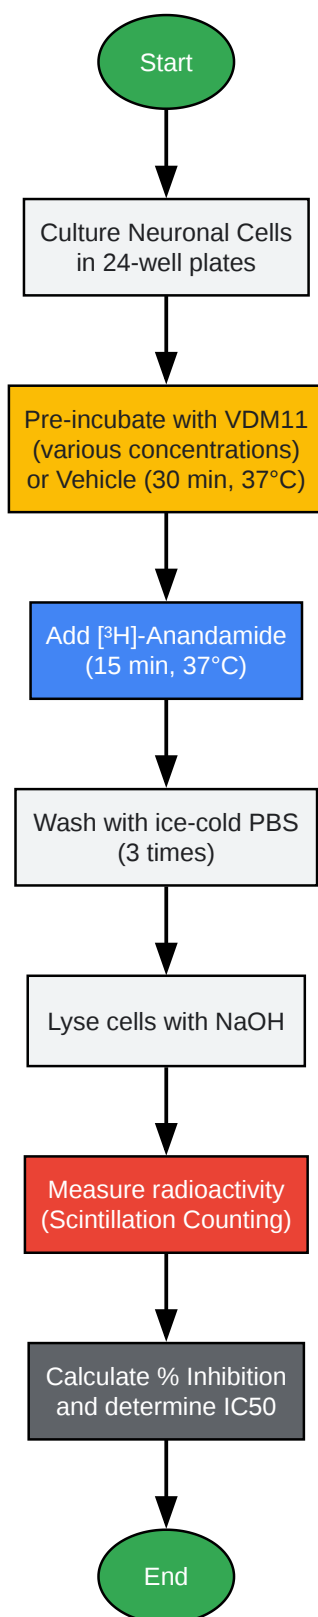 Start
Culture Neuronal Cells
in 24-well plates
Pre-incubate with VDM11
(various concentrations)
or Vehicle (30 min, 37°C)
Add [³H]-Anandamide
(15 min, 37°C)
Wash with ice-cold PBS
(3 times)
Lyse cells with NaOH
Measure radioactivity
(Scintillation Counting)
Calculate % Inhibition
and determine IC50
End